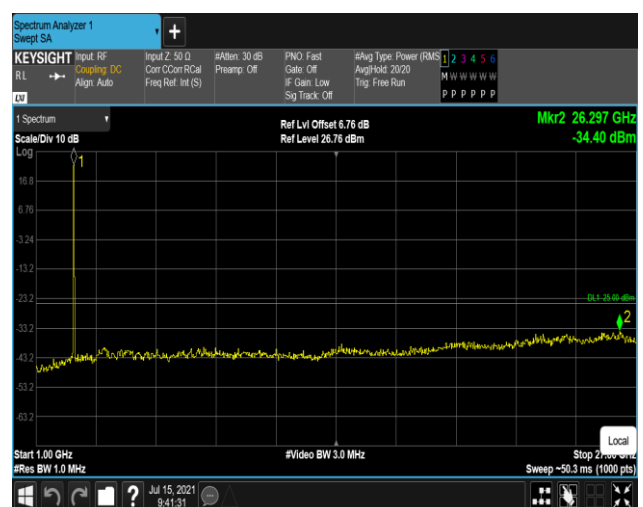 Spectrum Analyzer 1
Swept SA
+
KEYSIGHT Input: RF Input Z: 50 Ω #Atten: 30 dB PNO: Fast #Avg Type: Power (RMS 1 2 3 4 5 6
RL Coupling: DC Corr CCorr RCal Preamp: Off Gate: Off Avg|Hold: 20/20 M W W W W W
Align: Auto Freq Ref: Int (S) IF Gain: Low Trig: Free Run
LXI Sig Track: Off P P P P P P
1 Spectrum Ref Lvl Offset 6.76 dB Mkr2 26.297 GHz
Scale/Div 10 dB Ref Level 26.76 dBm -34.40 dBm
Log
1
16.8
6.76
-3.24
-13.2
-23.2
DL1 -25.00 dBm
2
-33.2
-43.2
-53.2
-63.2
Local
Start 1.00 GHz #Video BW 3.0 MHz Stop 27.00 GHz
#Res BW 1.0 MHz Sweep ~50.3 ms (1000 pts)
? Jul 15, 2021
9:41:31